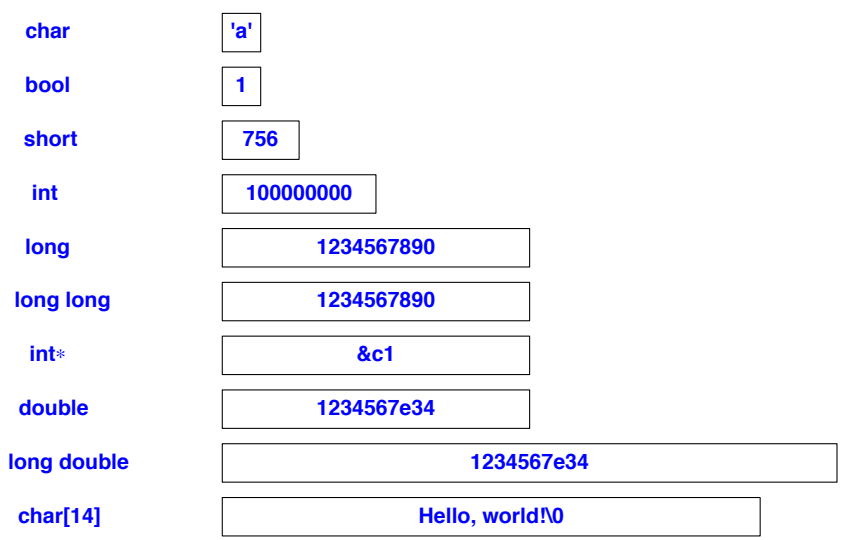 char 'a'
bool 1
short 756
int 100000000
long 1234567890
long long 1234567890
int∗ &c1
double 1234567e34
long double 1234567e34
char[14] Hello, world!\0